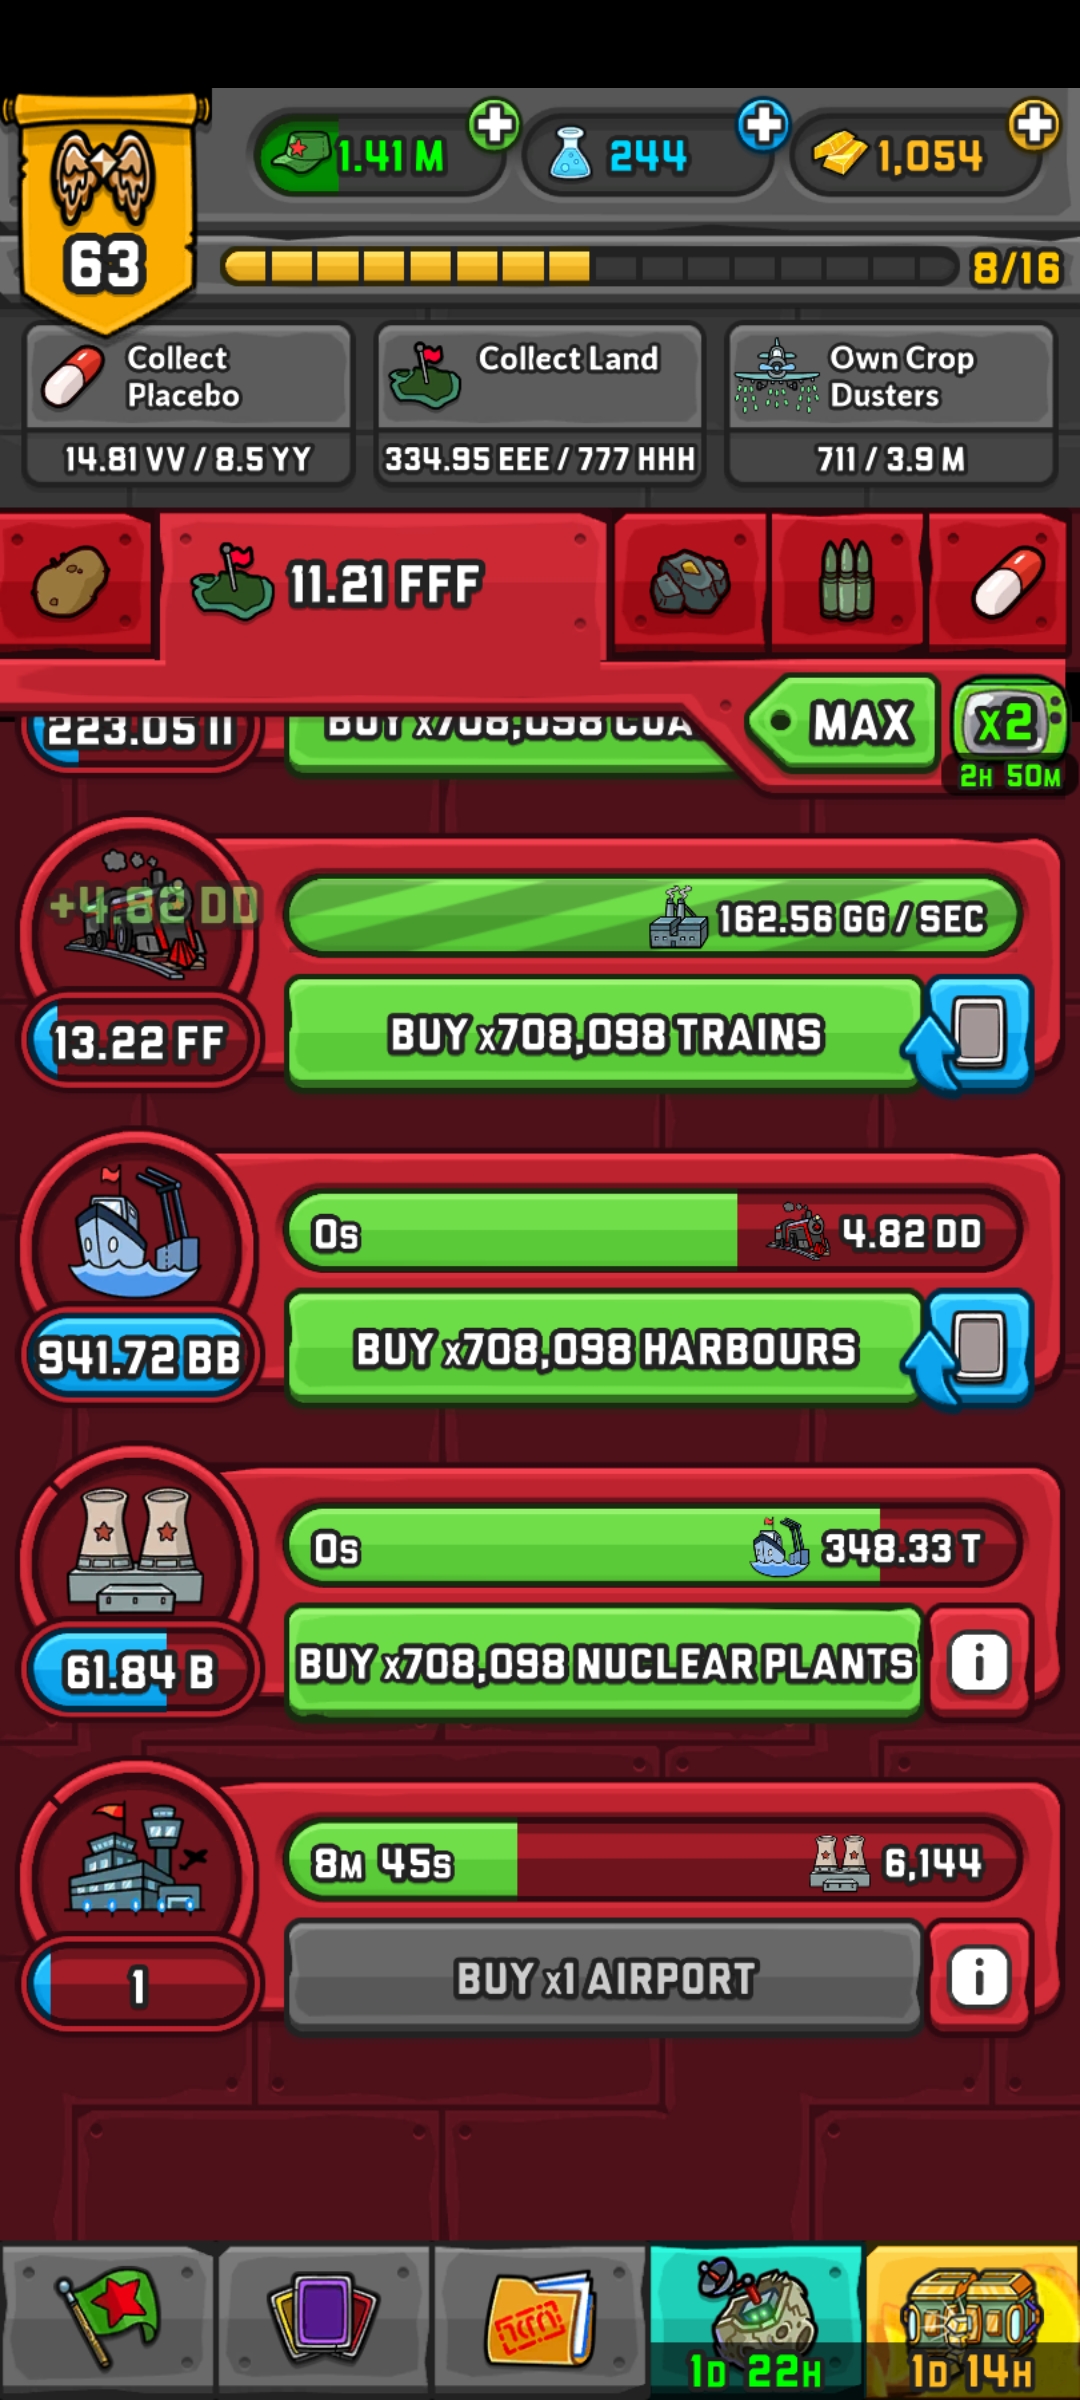 1.41 M
244
1,054
63
8/16
Collect
Placebo
14.81 VV / 8.5 YY
Collect Land
334.95 EEE / 777 HHH
Own Crop
Dusters
711 / 3.9 M
11.21 FFF
MAX
x2
2H 50M
223.05 II
BUY x708,098 COA
+4.82 DD
162.56 GG / SEC
13.22 FF
BUY x708,098 TRAINS
0s
4.82 DD
941.72 BB
BUY x708,098 HARBOURS
0s
348.33 T
61.84 B
BUY x708,098 NUCLEAR PLANTS
i
8M 45s
6,144
1
BUY x1 AIRPORT
i
1D 22H
1D 14H